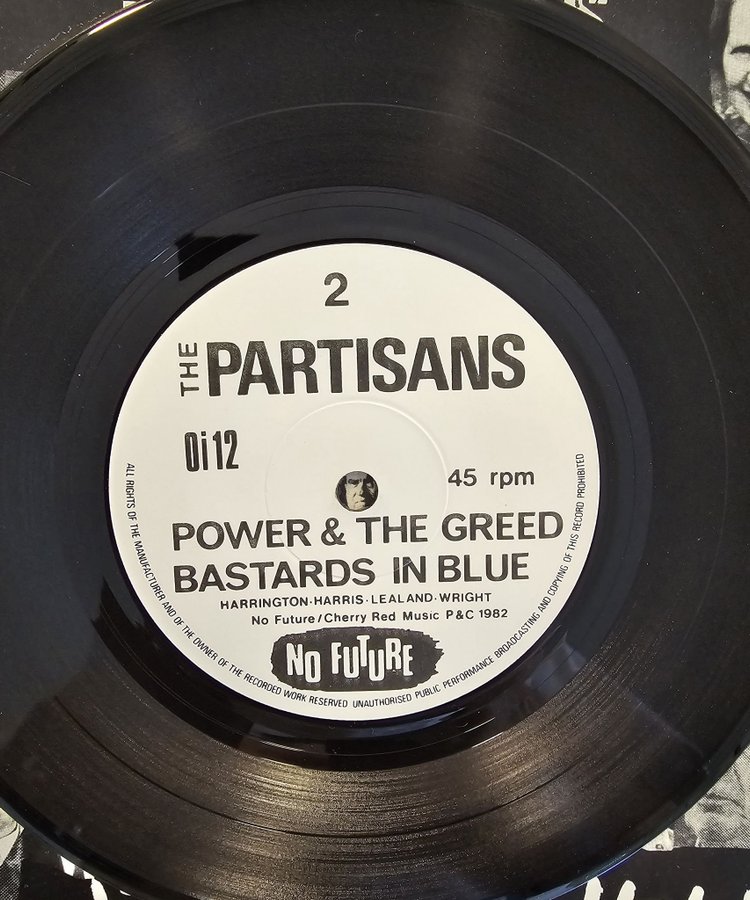 2
THE PARTISANS
Oi 12
45 rpm
POWER & THE GREED
BASTARDS IN BLUE
HARRINGTON·HARRIS·LEALAND·WRIGHT
No Future/Cherry Red Music P&C 1982
NO FUTURE
ALL RIGHTS OF THE MANUFACTURER AND OF THE OWNER OF THE RECORDED WORK RESERVED UNAUTHORISED PUBLIC PERFORMANCE BROADCASTING AND COPYING OF THIS RECORD PROHIBITED